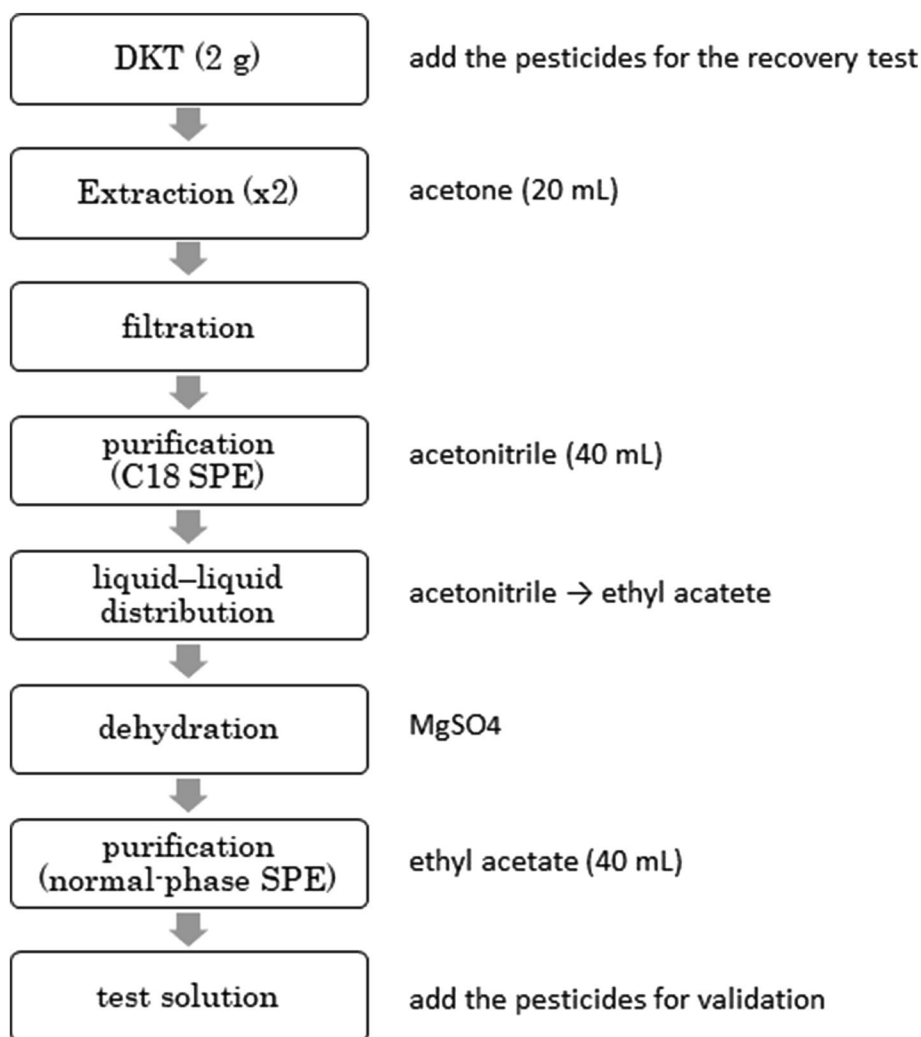 DKT (2 g)
add the pesticides for the recovery test
Extraction (x2)
acetone (20 mL)
filtration
purification
(C18 SPE)
acetonitrile (40 mL)
liquid–liquid
distribution
acetonitrile → ethyl acatete
dehydration
MgSO4
purification
(normal-phase SPE)
ethyl acetate (40 mL)
test solution
add the pesticides for validation